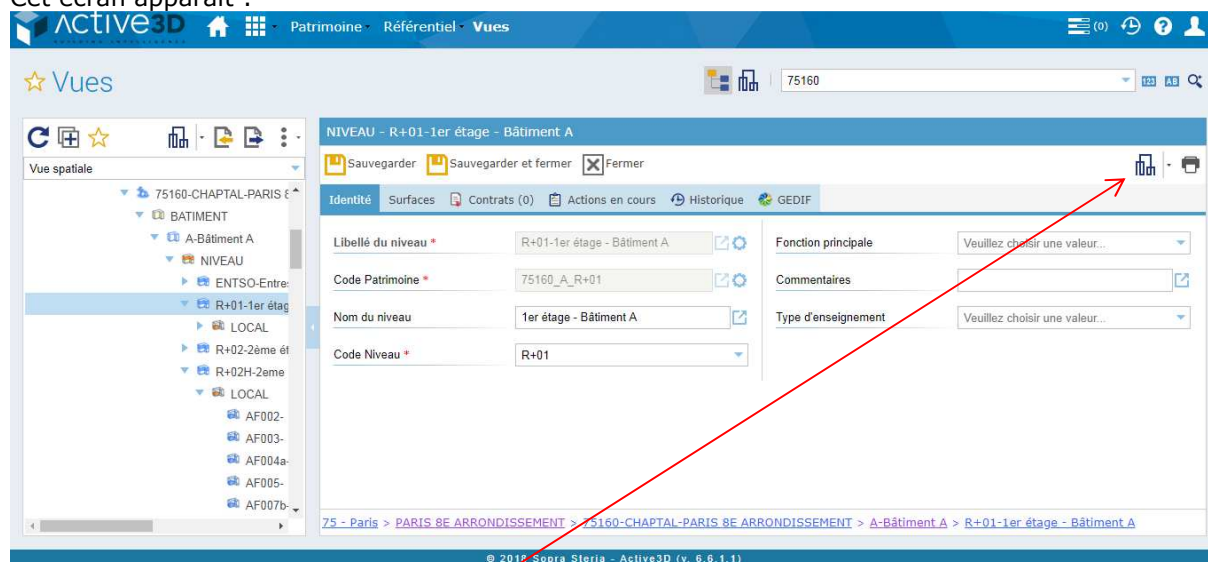 Cet écran apparaît :
ACTIVE3D Patrimoine Référentiel Vues (0)
BUILDING INTELLIGENCE
Vues 75160 123 AB
NIVEAU - R+01-1er étage - Bâtiment A
Sauvegarder Sauvegarder et fermer Fermer
Vue spatiale
Identité Surfaces Contrats (0) Actions en cours Historique GEDIF
75160-CHAPTAL-PARIS 8
BATIMENT
A-Bâtiment A
NIVEAU
ENTSO-Entre
R+01-1er étag
LOCAL
R+02-2ème ét
R+02H-2eme
LOCAL
AF002-
AF003-
AF004a-
AF005-
AF007b-
Libellé du niveau * R+01-1er étage - Bâtiment A Fonction principale Veuillez choisir une valeur...
Code Patrimoine * 75160_A_R+01 Commentaires
Nom du niveau 1er étage - Bâtiment A Type d'enseignement Veuillez choisir une valeur...
Code Niveau * R+01
75 - Paris > PARIS 8E ARRONDISSEMENT > 75160-CHAPTAL-PARIS 8E ARRONDISSEMENT > A-Bâtiment A > R+01-1er étage - Bâtiment A
© 2018 Sopra Steria - Active3D (v. 6.6.1.1)